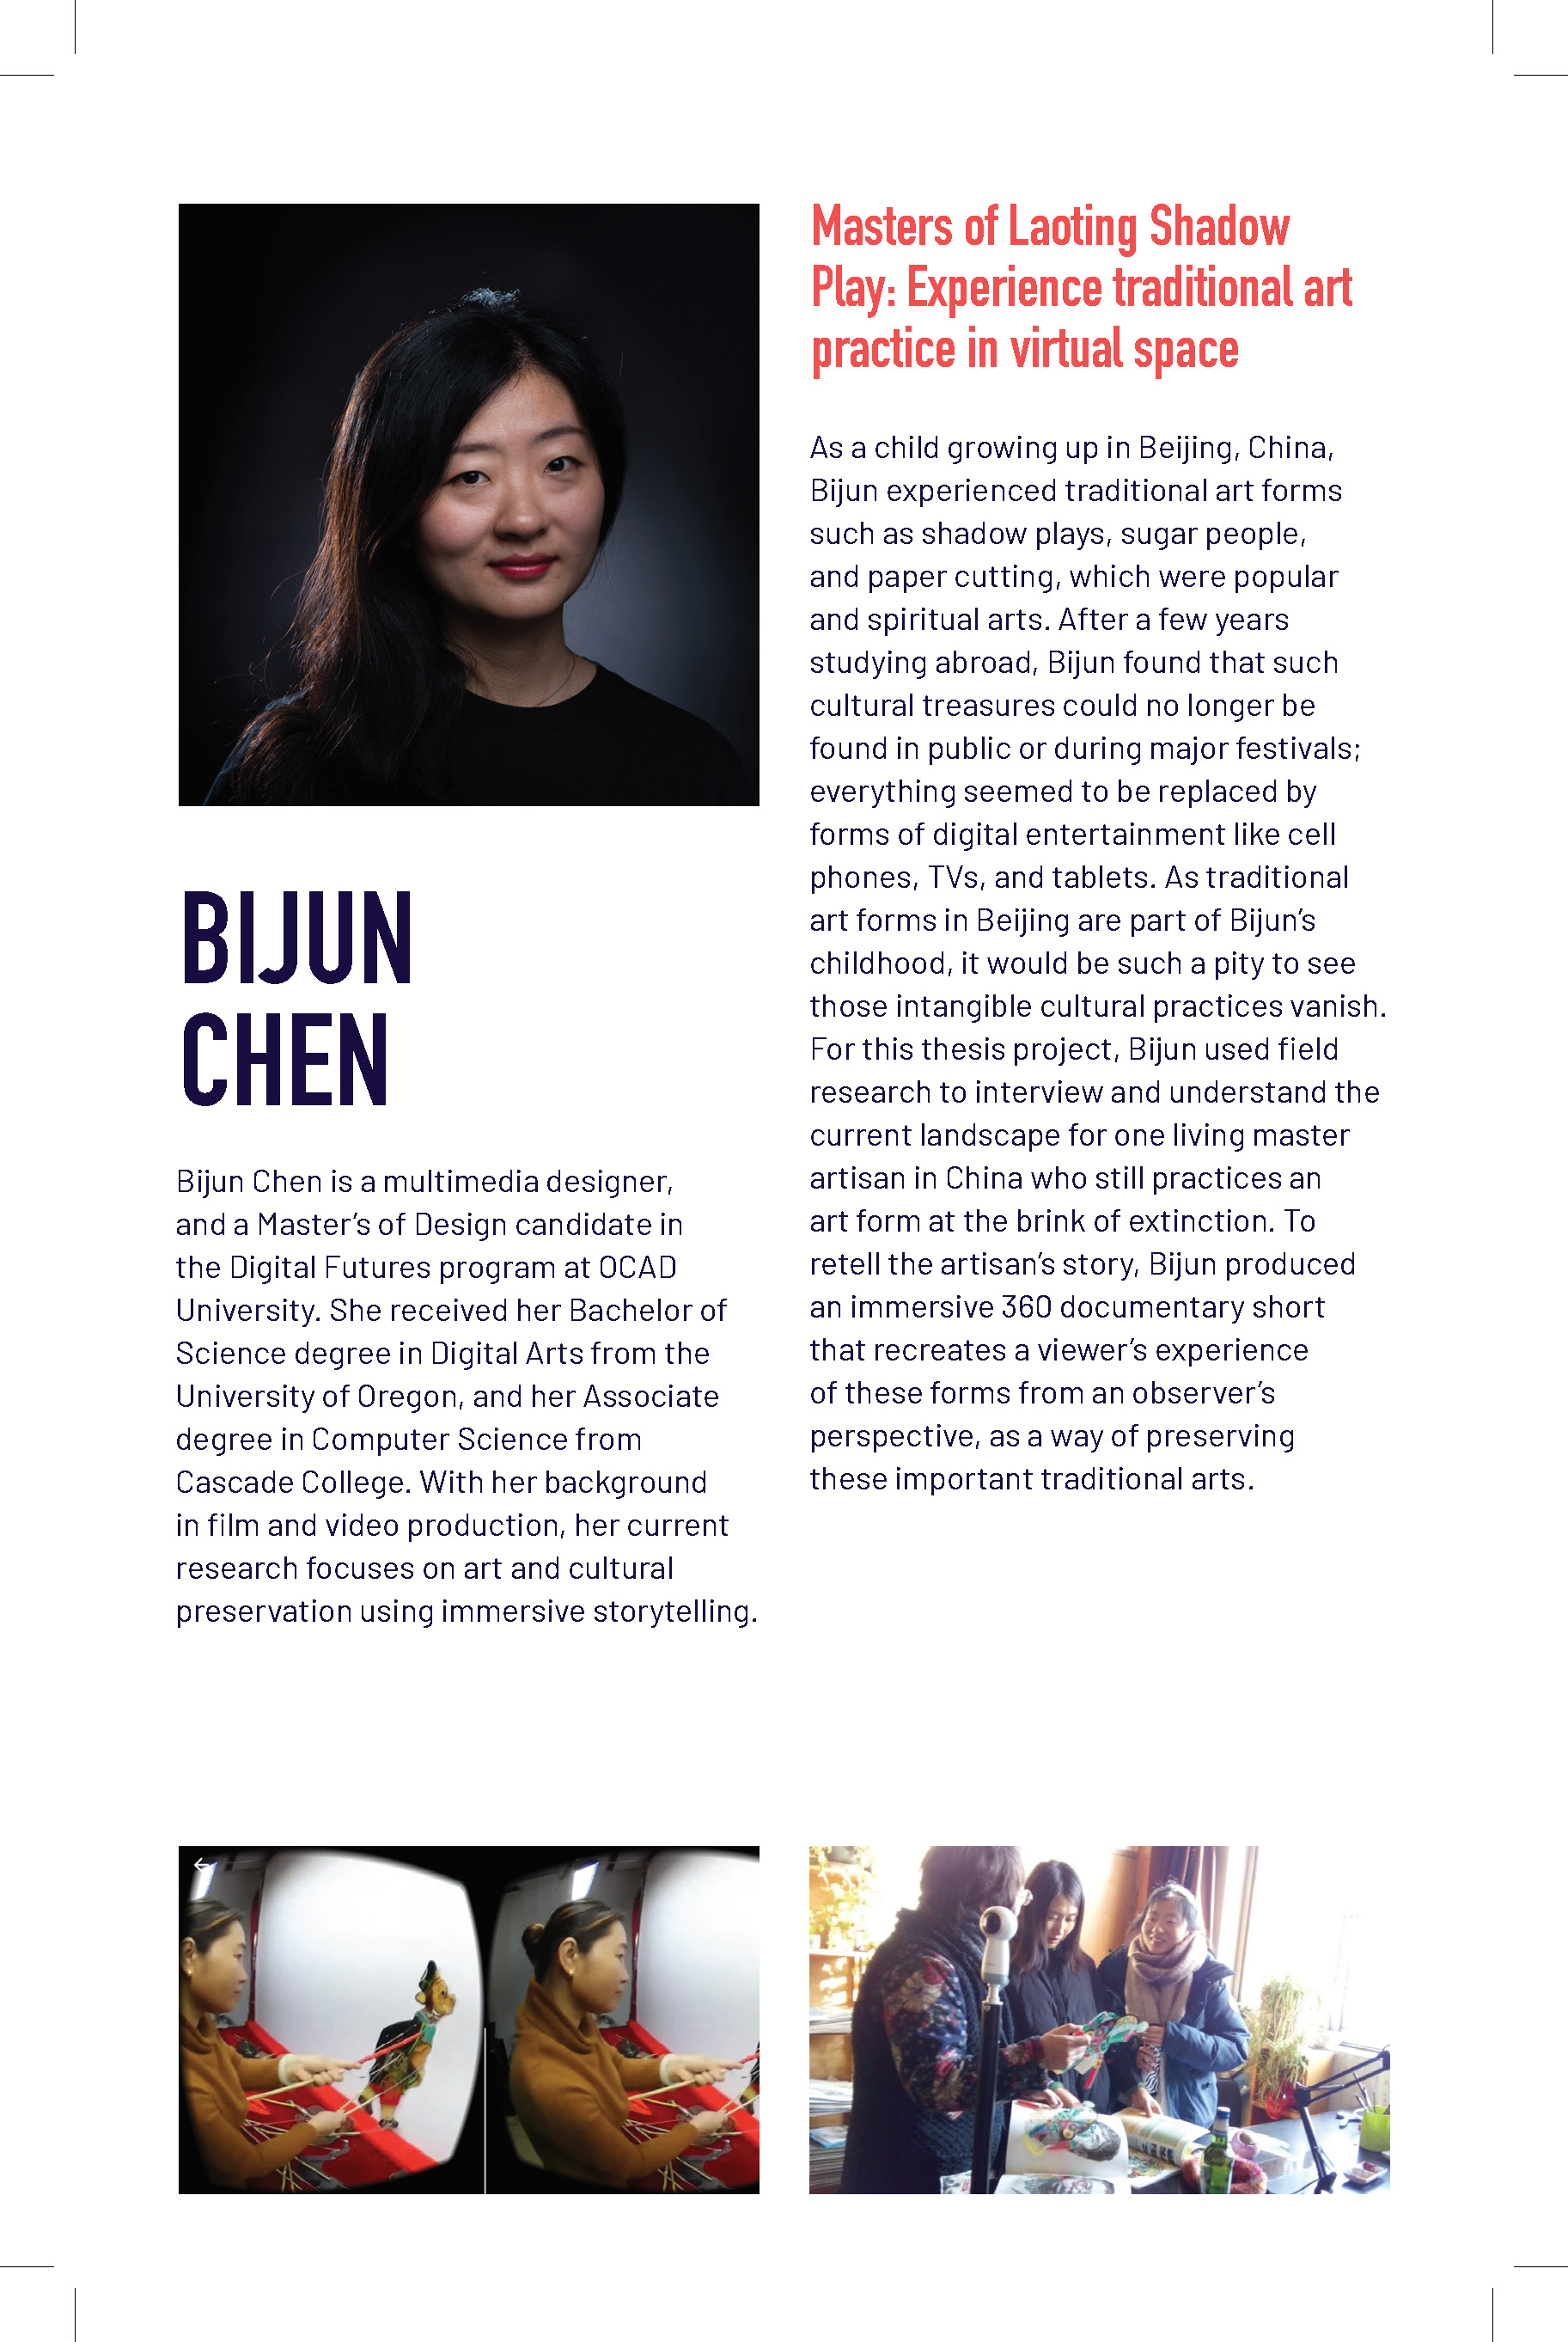 BIJUN
CHEN
Bijun Chen is a multimedia designer,
and a Master’s of Design candidate in
the Digital Futures program at OCAD
University. She received her Bachelor of
Science degree in Digital Arts from the
University of Oregon, and her Associate
degree in Computer Science from
Cascade College. With her background
in film and video production, her current
research focuses on art and cultural
preservation using immersive storytelling.
Masters of Laoting Shadow
Play: Experience traditional art
practice in virtual space
As a child growing up in Beijing, China,
Bijun experienced traditional art forms
such as shadow plays, sugar people,
and paper cutting, which were popular
and spiritual arts. After a few years
studying abroad, Bijun found that such
cultural treasures could no longer be
found in public or during major festivals;
everything seemed to be replaced by
forms of digital entertainment like cell
phones, TVs, and tablets. As traditional
art forms in Beijing are part of Bijun’s
childhood, it would be such a pity to see
those intangible cultural practices vanish.
For this thesis project, Bijun used field
research to interview and understand the
current landscape for one living master
artisan in China who still practices an
art form at the brink of extinction. To
retell the artisan’s story, Bijun produced
an immersive 360 documentary short
that recreates a viewer’s experience
of these forms from an observer’s
perspective, as a way of preserving
these important traditional arts.